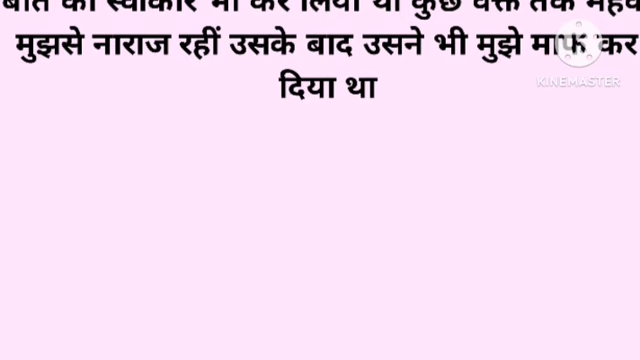 बात को स्वीकार भी कर लिया था कुछ वक्त तक
मुझसे नाराज रहीं उसके बाद उसने भी मुझे माफ कर
दिया था
KINEMASTER